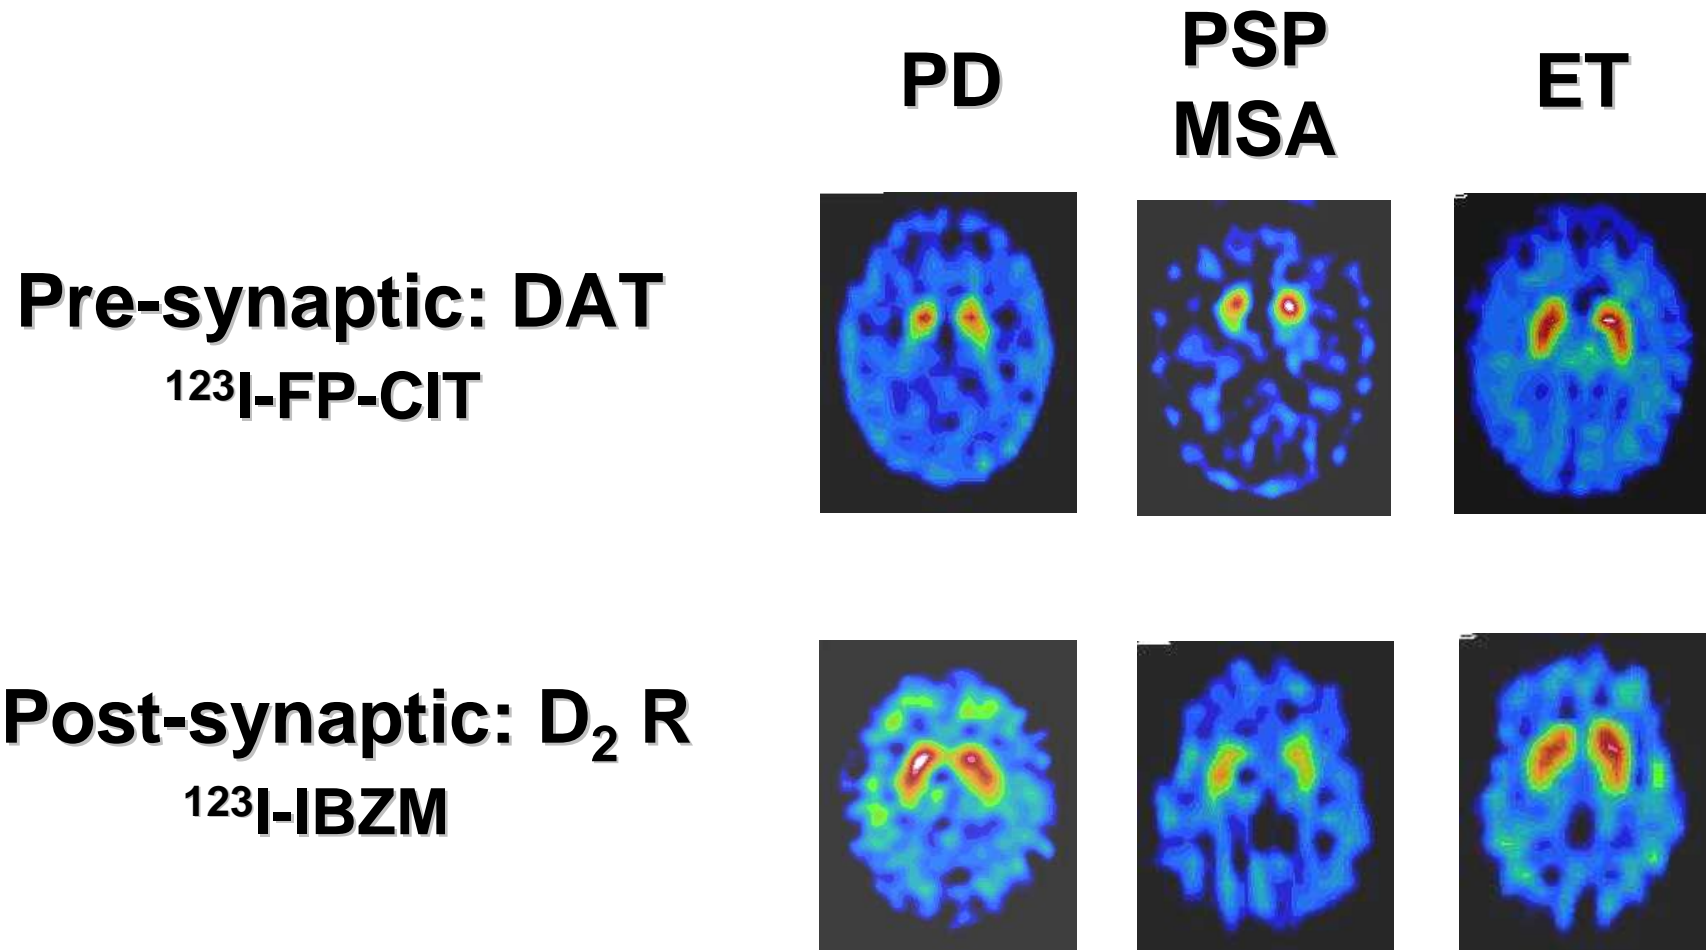 PD
PSP
MSA
ET
Pre-synaptic: DAT
¹²³I-FP-CIT
Post-synaptic: D₂ R
¹²³I-IBZM